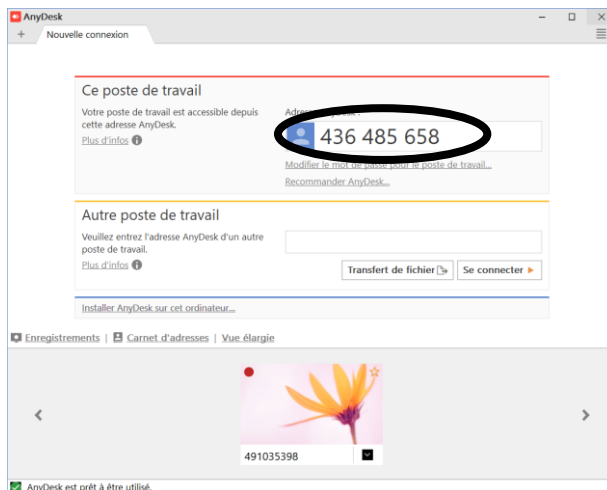 AnyDesk
Nouvelle connexion
Ce poste de travail
Votre poste de travail est accessible depuis
cette adresse AnyDesk.
Plus d'infos
436 485 658
Modifier le mot de passe pour le poste de travail...
Recommander AnyDesk...
Autre poste de travail
Veuillez entrez l'adresse AnyDesk d'un autre
poste de travail.
Plus d'infos
Transfert de fichier
Se connecter
Installer AnyDesk sur cet ordinateur...
Enregistrements | Carnet d'adresses | Vue élargie
491035398
AnyDesk est prêt à être utilisé.